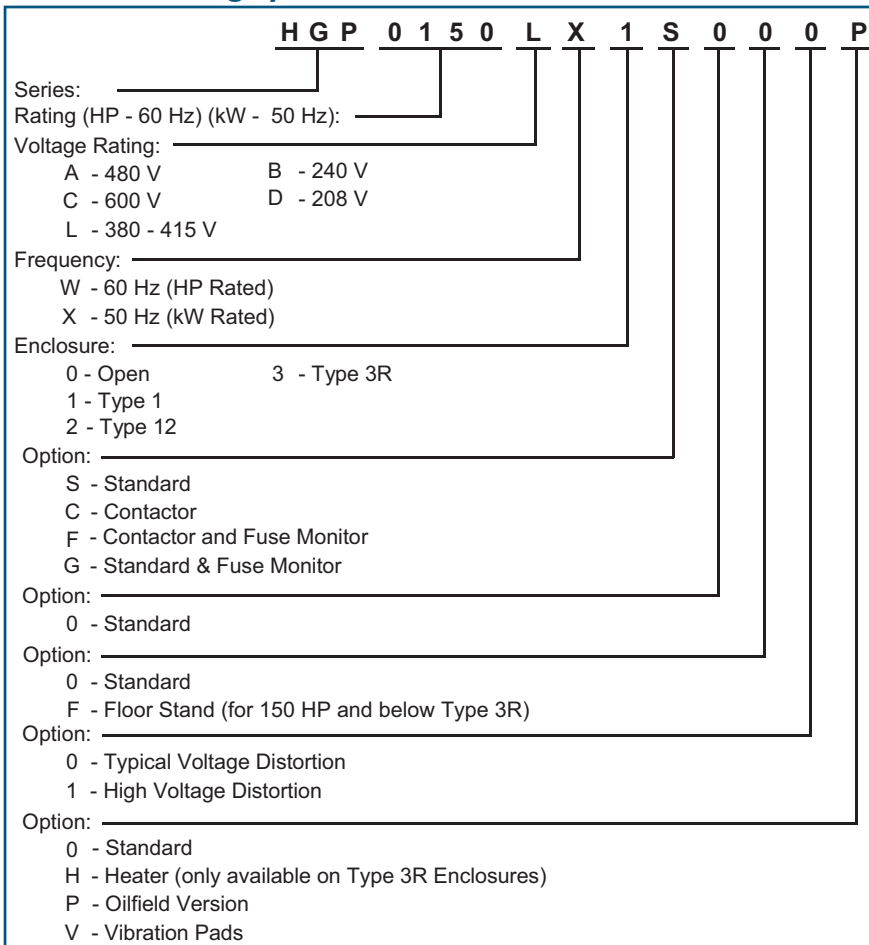 H G P 0 1 5 0 L X 1 S 0 0 0 P
Series:
Rating (HP - 60 Hz) (kW - 50 Hz):
Voltage Rating:
A - 480 V B - 240 V
C - 600 V D - 208 V
L - 380 - 415 V
Frequency:
W - 60 Hz (HP Rated)
X - 50 Hz (kW Rated)
Enclosure:
0 - Open 3 - Type 3R
1 - Type 1
2 - Type 12
Option:
S - Standard
C - Contactor
F - Contactor and Fuse Monitor
G - Standard & Fuse Monitor
Option:
0 - Standard
Option:
0 - Standard
F - Floor Stand (for 150 HP and below Type 3R)
Option:
0 - Typical Voltage Distortion
1 - High Voltage Distortion
Option:
0 - Standard
H - Heater (only available on Type 3R Enclosures)
P - Oilfield Version
V - Vibration Pads